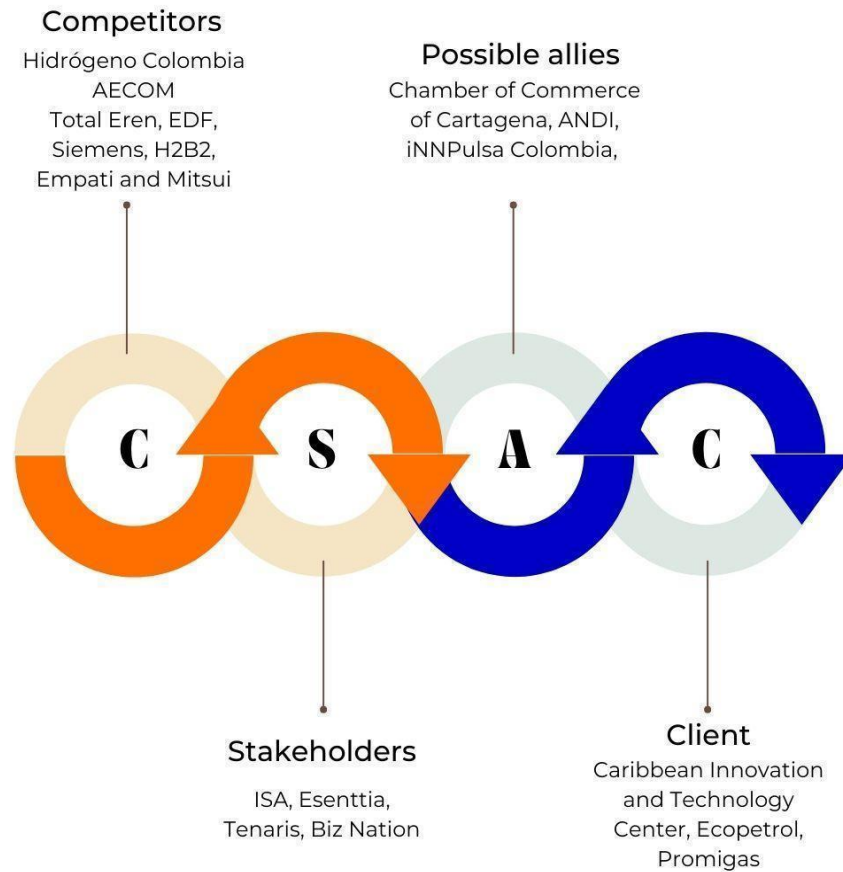 Competitors
Hidrógeno Colombia
AECOM
Total Eren, EDF,
Siemens, H2B2,
Empati and Mitsui
Possible allies
Chamber of Commerce
of Cartagena, ANDI,
iNNPulsa Colombia,
C
S
A
C
Stakeholders
ISA, Esenttia,
Tenaris, Biz Nation
Client
Caribbean Innovation
and Technology
Center, Ecopetrol,
Promigas